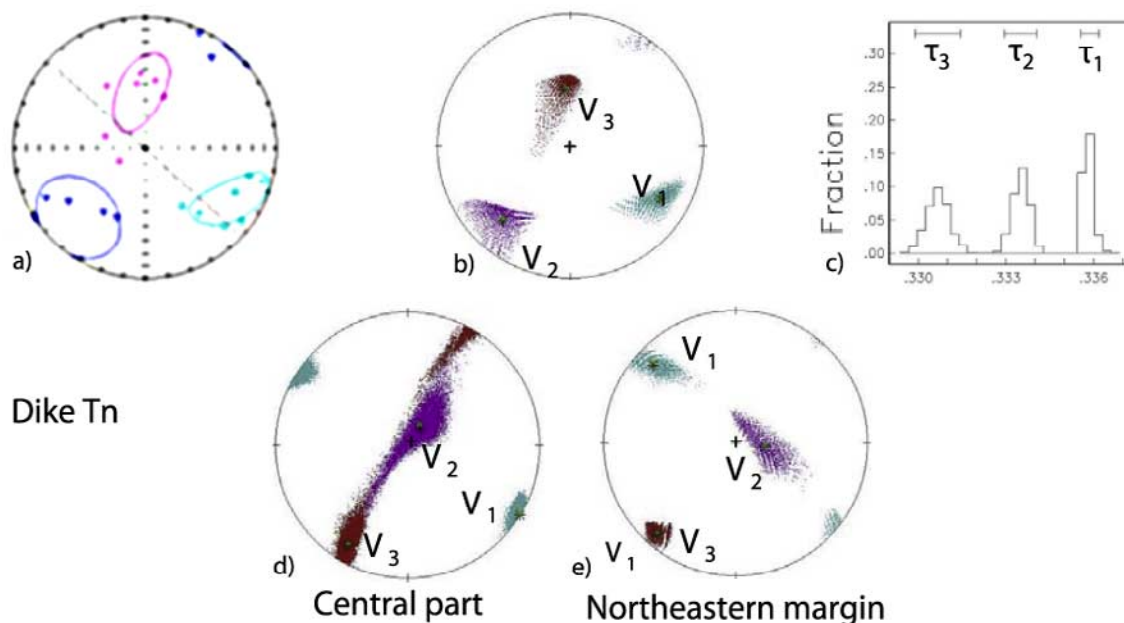 a)
V 3
V 1
V 2
b)
τ3 τ2 τ1
.30
.25
.20
.15
.10
.05
.00
Fraction
.330 .333 .336
c)
Dike Tn
V 2
V 1
V 3
d)
Central part
V 1
V 2
V 3
V 1
e)
Northeastern margin